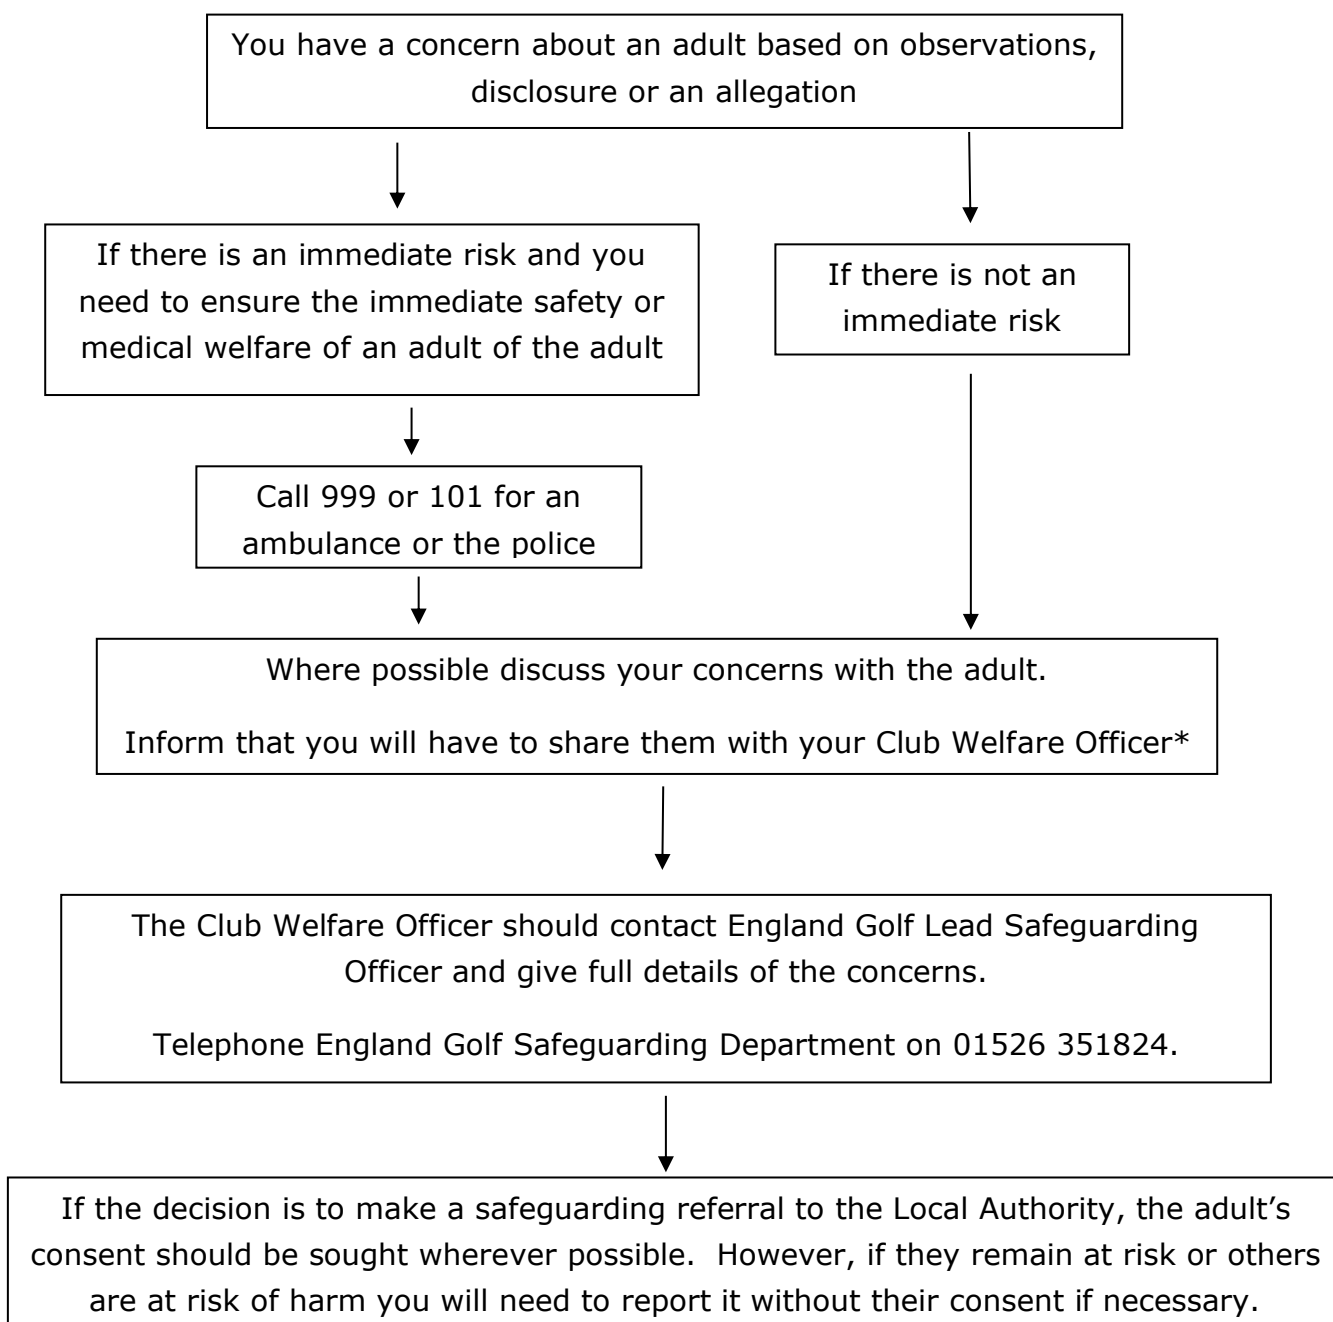 You have a concern about an adult based on observations,
disclosure or an allegation
If there is an immediate risk and you
need to ensure the immediate safety or
medical welfare of an adult of the adult
If there is not an
immediate risk
Call 999 or 101 for an
ambulance or the police
Where possible discuss your concerns with the adult.
Inform that you will have to share them with your Club Welfare Officer*
The Club Welfare Officer should contact England Golf Lead Safeguarding
Officer and give full details of the concerns.
Telephone England Golf Safeguarding Department on 01526 351824.
If the decision is to make a safeguarding referral to the Local Authority, the adult’s
consent should be sought wherever possible.  However, if they remain at risk or others
are at risk of harm you will need to report it without their consent if necessary.